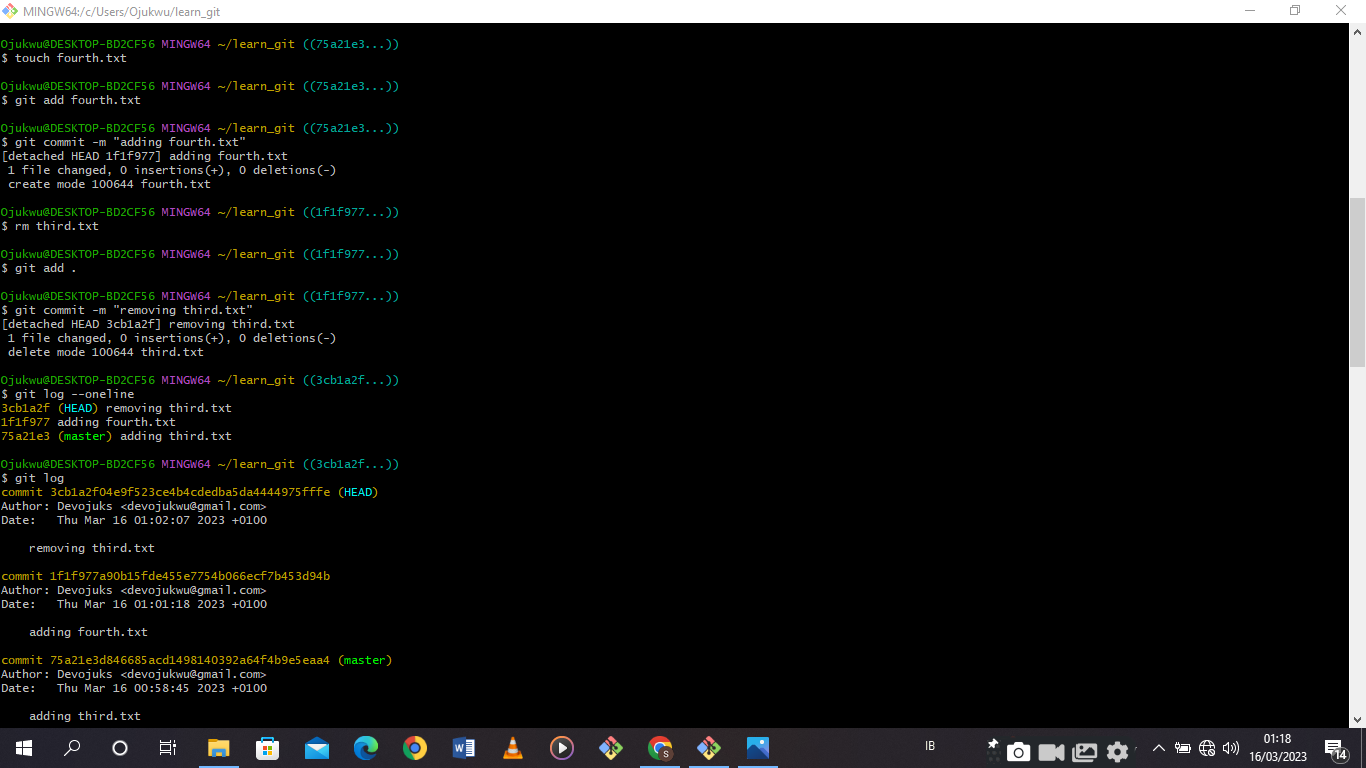 MINGW64:/c/Users/Ojukwu/learn_git
Ojukwu@DESKTOP-BD2CF56 MINGW64 ~/learn_git ((75a21e3...))
$ touch fourth.txt
Ojukwu@DESKTOP-BD2CF56 MINGW64 ~/learn_git ((75a21e3...))
$ git add fourth.txt
Ojukwu@DESKTOP-BD2CF56 MINGW64 ~/learn_git ((75a21e3...))
$ git commit -m "adding fourth.txt"
[detached HEAD 1f1f977] adding fourth.txt
 1 file changed, 0 insertions(+), 0 deletions(-)
 create mode 100644 fourth.txt
Ojukwu@DESKTOP-BD2CF56 MINGW64 ~/learn_git ((1f1f977...))
$ rm third.txt
Ojukwu@DESKTOP-BD2CF56 MINGW64 ~/learn_git ((1f1f977...))
$ git add .
Ojukwu@DESKTOP-BD2CF56 MINGW64 ~/learn_git ((1f1f977...))
$ git commit -m "removing third.txt"
[detached HEAD 3cb1a2f] removing third.txt
 1 file changed, 0 insertions(+), 0 deletions(-)
 delete mode 100644 third.txt
Ojukwu@DESKTOP-BD2CF56 MINGW64 ~/learn_git ((3cb1a2f...))
$ git log --oneline
3cb1a2f (HEAD) removing third.txt
1f1f977 adding fourth.txt
75a21e3 (master) adding third.txt
Ojukwu@DESKTOP-BD2CF56 MINGW64 ~/learn_git ((3cb1a2f...))
$ git log
commit 3cb1a2f04e9f523ce4b4cdedba5da4444975fffe (HEAD)
Author: Devojuks <devojukwu@gmail.com>
Date:   Thu Mar 16 01:02:07 2023 +0100
    removing third.txt
commit 1f1f977a90b15fde455e7754b066ecf7b453d94b
Author: Devojuks <devojukwu@gmail.com>
Date:   Thu Mar 16 01:01:18 2023 +0100
    adding fourth.txt
commit 75a21e3d846685acd1498140392a64f4b9e5eaa4 (master)
Author: Devojuks <devojukwu@gmail.com>
Date:   Thu Mar 16 00:58:45 2023 +0100
    adding third.txt
W
S
IB
01:18
16/03/2023
14